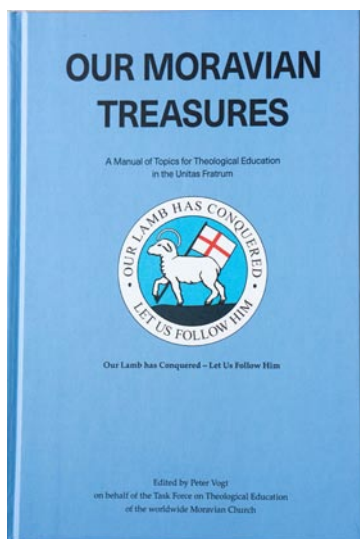 OUR MORAVIAN
TREASURES
A Manual of Topics for Theological Education
in the Unitas Fratrum
• OUR LAMB HAS CONQUERED •
LET US FOLLOW HIM
Our Lamb has Conquered – Let Us Follow Him
Edited by Peter Vogt
on behalf of the Task Force on Theological Education
of the worldwide Moravian Church